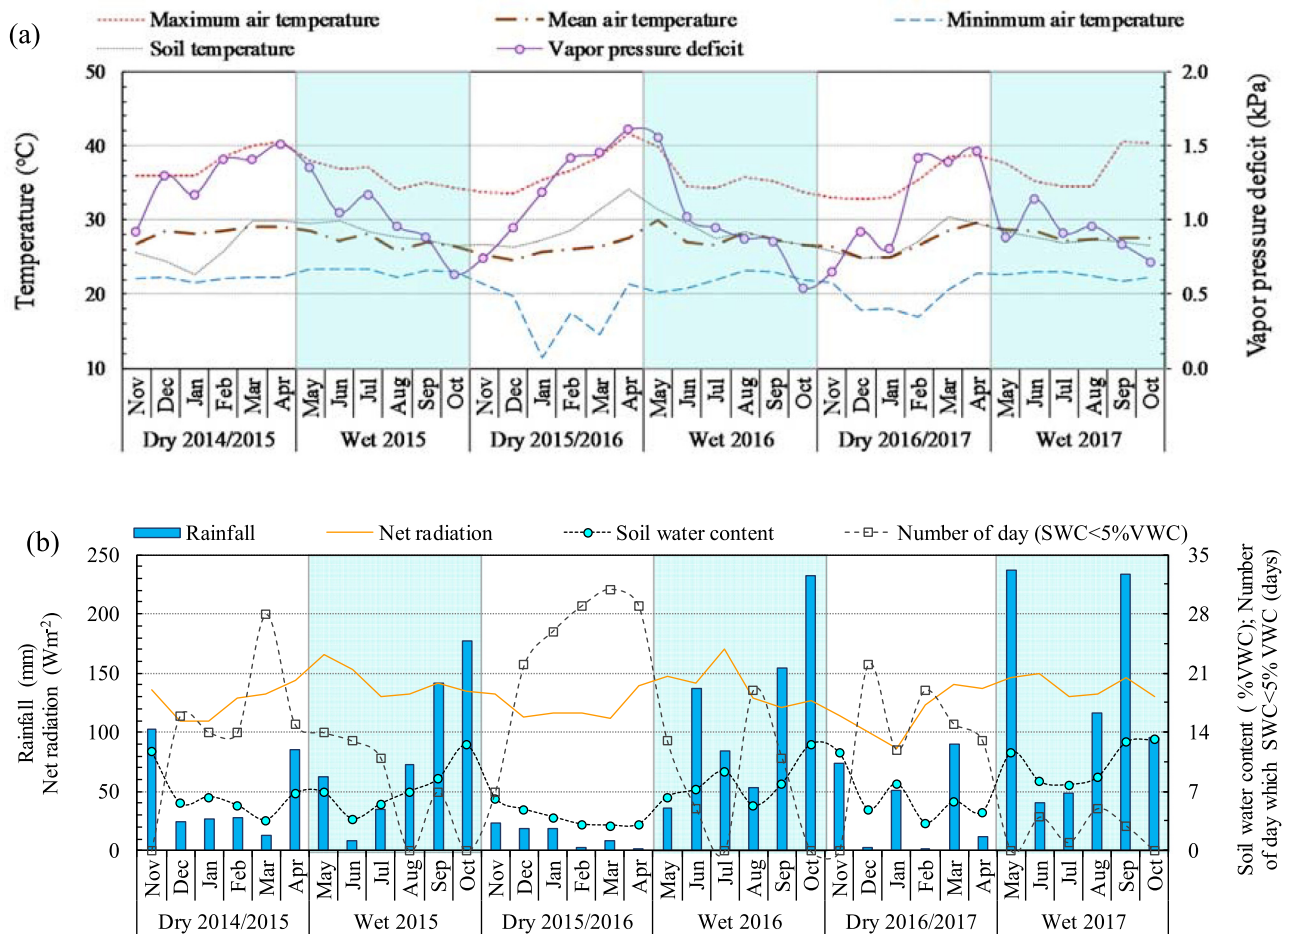 (a)
Maximum air temperature Mean air temperature Mininmum air temperature
Soil temperature Vapor pressure deficit
Temperature (°C)
50
40
30
20
10
2.0
1.5
1.0
0.5
0.0
Vapor pressure deficit (kPa)
Nov Dec Jan Feb Mar Apr May Jun Jul Aug Sep Oct Nov Dec Jan Feb Mar Apr May Jun Jul Aug Sep Oct Nov Dec Jan Feb Mar Apr May Jun Jul Aug Sep Oct
Dry 2014/2015 Wet 2015 Dry 2015/2016 Wet 2016 Dry 2016/2017 Wet 2017
(b)
Rainfall Net radiation Soil water content Number of day (SWC<5%VWC)
Rainfall (mm)
Net radiation (Wm-2)
250
200
150
100
50
0
35
28
21
14
7
0
Soil water content ( %VWC); Number
of day which SWC<5% VWC (days)
Nov Dec Jan Feb Mar Apr May Jun Jul Aug Sep Oct Nov Dec Jan Feb Mar Apr May Jun Jul Aug Sep Oct Nov Dec Jan Feb Mar Apr May Jun Jul Aug Sep Oct
Dry 2014/2015 Wet 2015 Dry 2015/2016 Wet 2016 Dry 2016/2017 Wet 2017